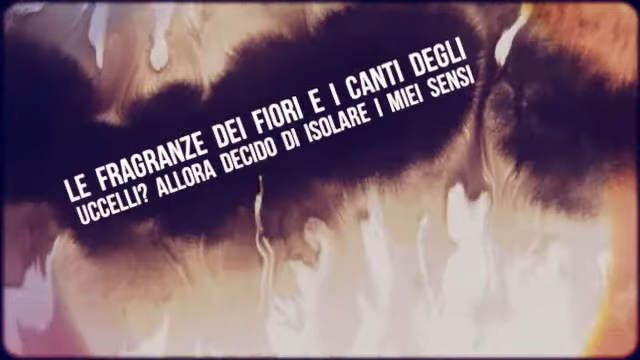 LE FRAGRANZE DEI FIORI E I CANTI DEGLI
UCCELLI? ALLORA DECIDO DI ISOLARE I MIEI SENSI